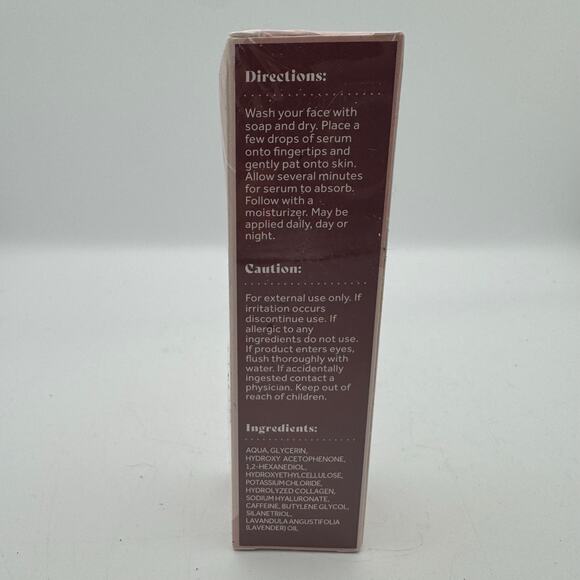 Directions:
Wash your face with
soap and dry. Place a
few drops of serum
onto fingertips and
gently pat onto skin.
Allow several minutes
for serum to absorb.
Follow with a
moisturizer. May be
applied daily, day or
night.
Caution:
For external use only. If
irritation occurs
discontinue use. If
allergic to any
ingredients do not use.
If product enters eyes,
flush thoroughly with
water. If accidentally
ingested contact a
physician. Keep out of
reach of children.
Ingredients:
AQUA, GLYCERIN,
HYDROXY ACETOPHENONE,
1,2-HEXANEDIOL,
HYDROXYETHYLCELLULOSE,
POTASSIUM CHLORIDE,
HYDROLYZED COLLAGEN,
SODIUM HYALURONATE,
CAFFEINE, BUTYLENE GLYCOL,
SILANETRIOL,
LAVANDULA ANGUSTIFOLIA
(LAVENDER) OIL